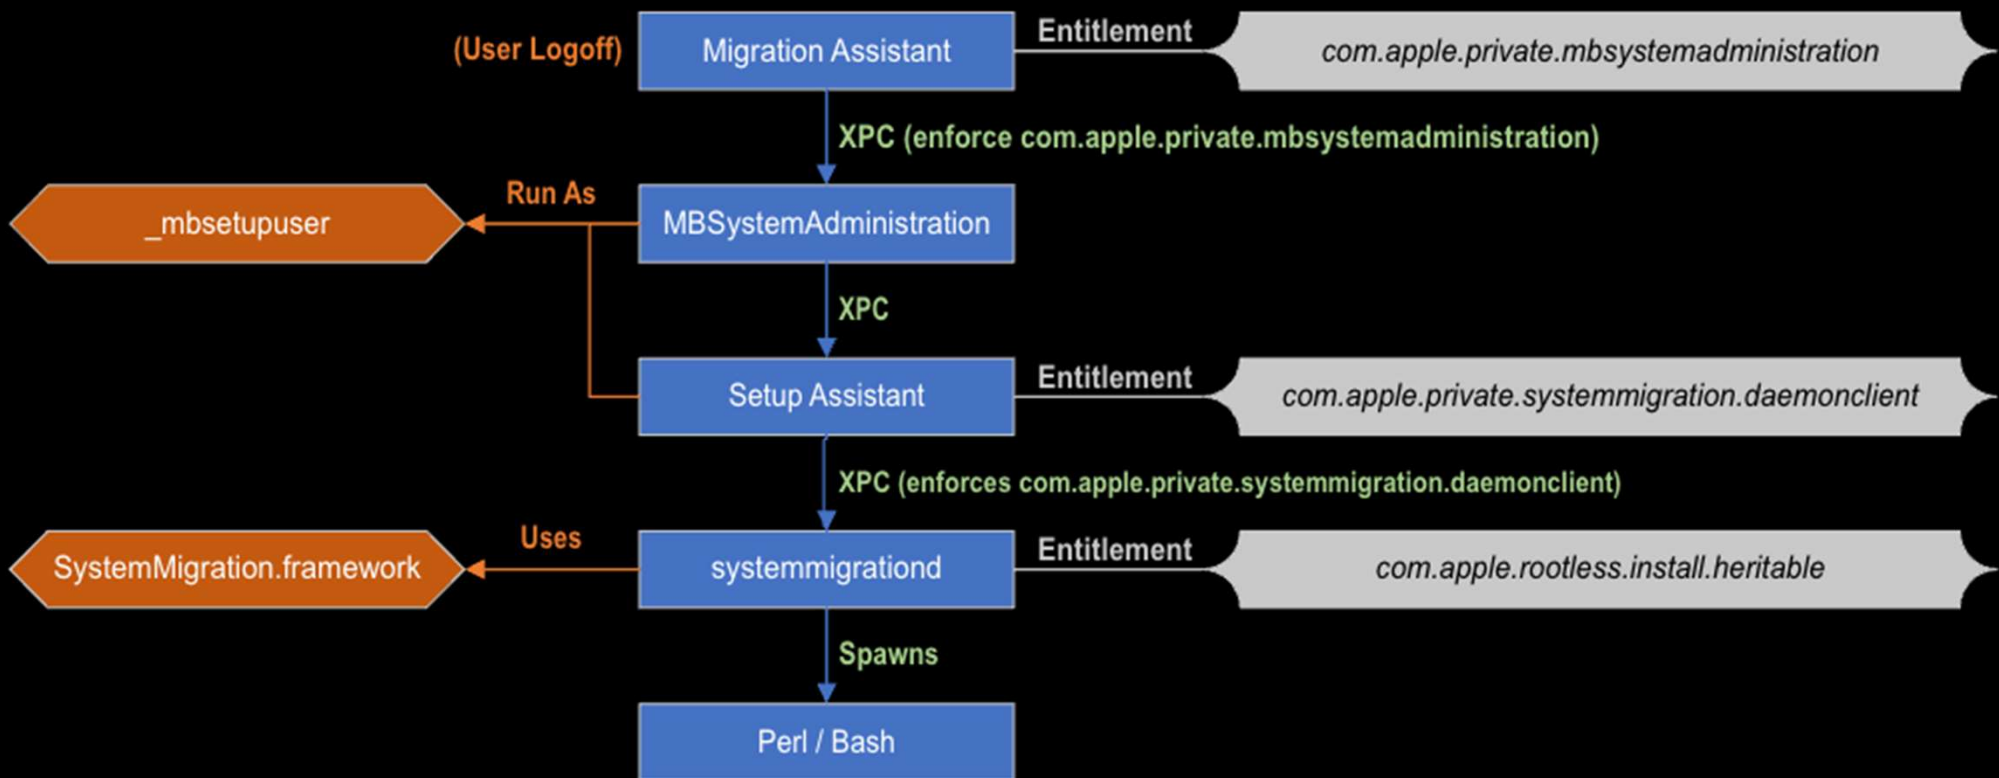 (User Logoff)
Migration Assistant
Entitlement
com.apple.private.mbsystemadministration
XPC (enforce com.apple.private.mbsystemadministration)
_mbsetupuser
Run As
MBSystemAdministration
XPC
Setup Assistant
Entitlement
com.apple.private.systemmigration.daemonclient
XPC (enforces com.apple.private.systemmigration.daemonclient)
SystemMigration.framework
Uses
systemmigrationd
Entitlement
com.apple.rootless.install.heritable
Spawns
Perl / Bash